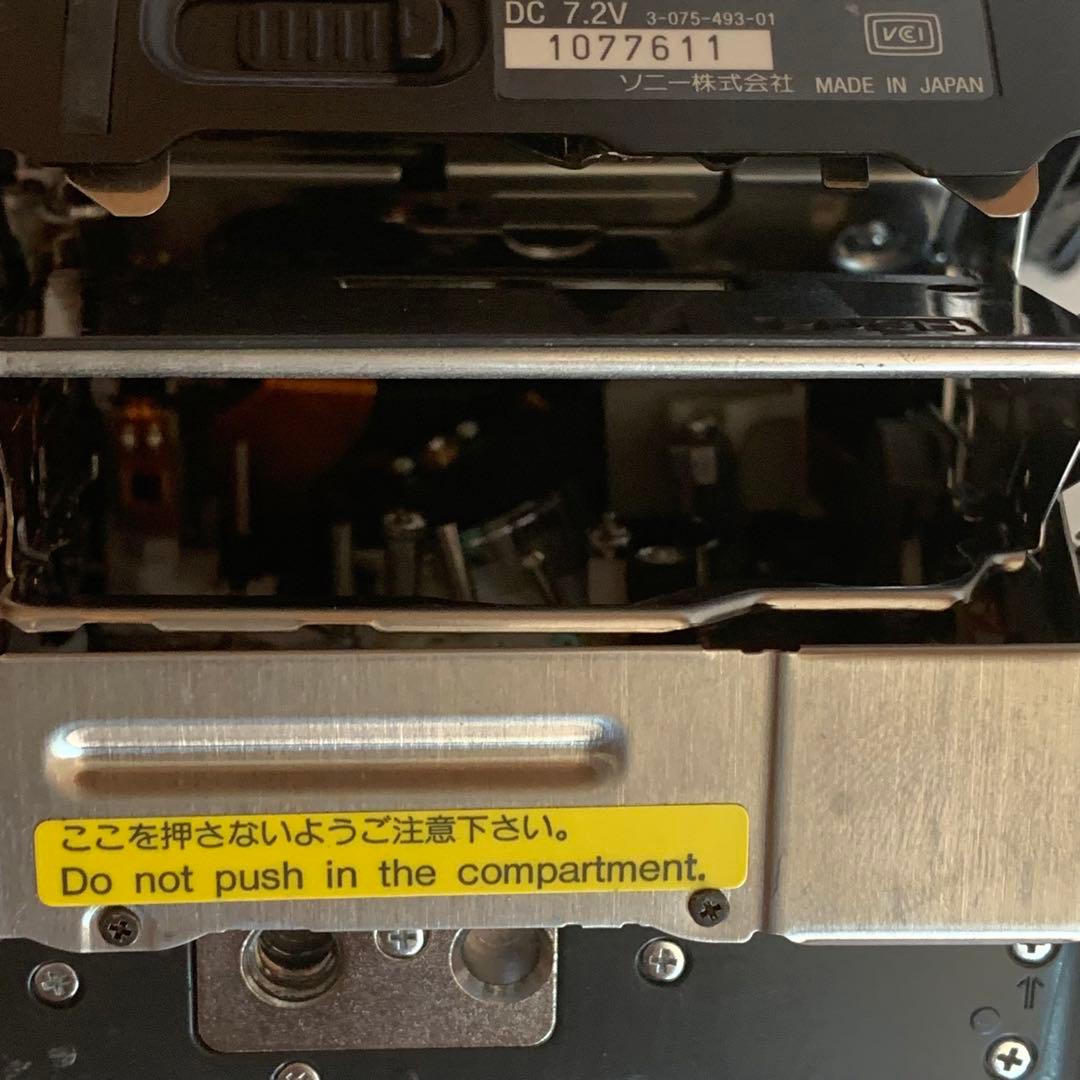 DC 7.2V 3-075-493-01
1077611
VCCI
ソニー株式会社 MADE IN JAPAN
ここを押さないようご注意下さい。
Do not push in the compartment.